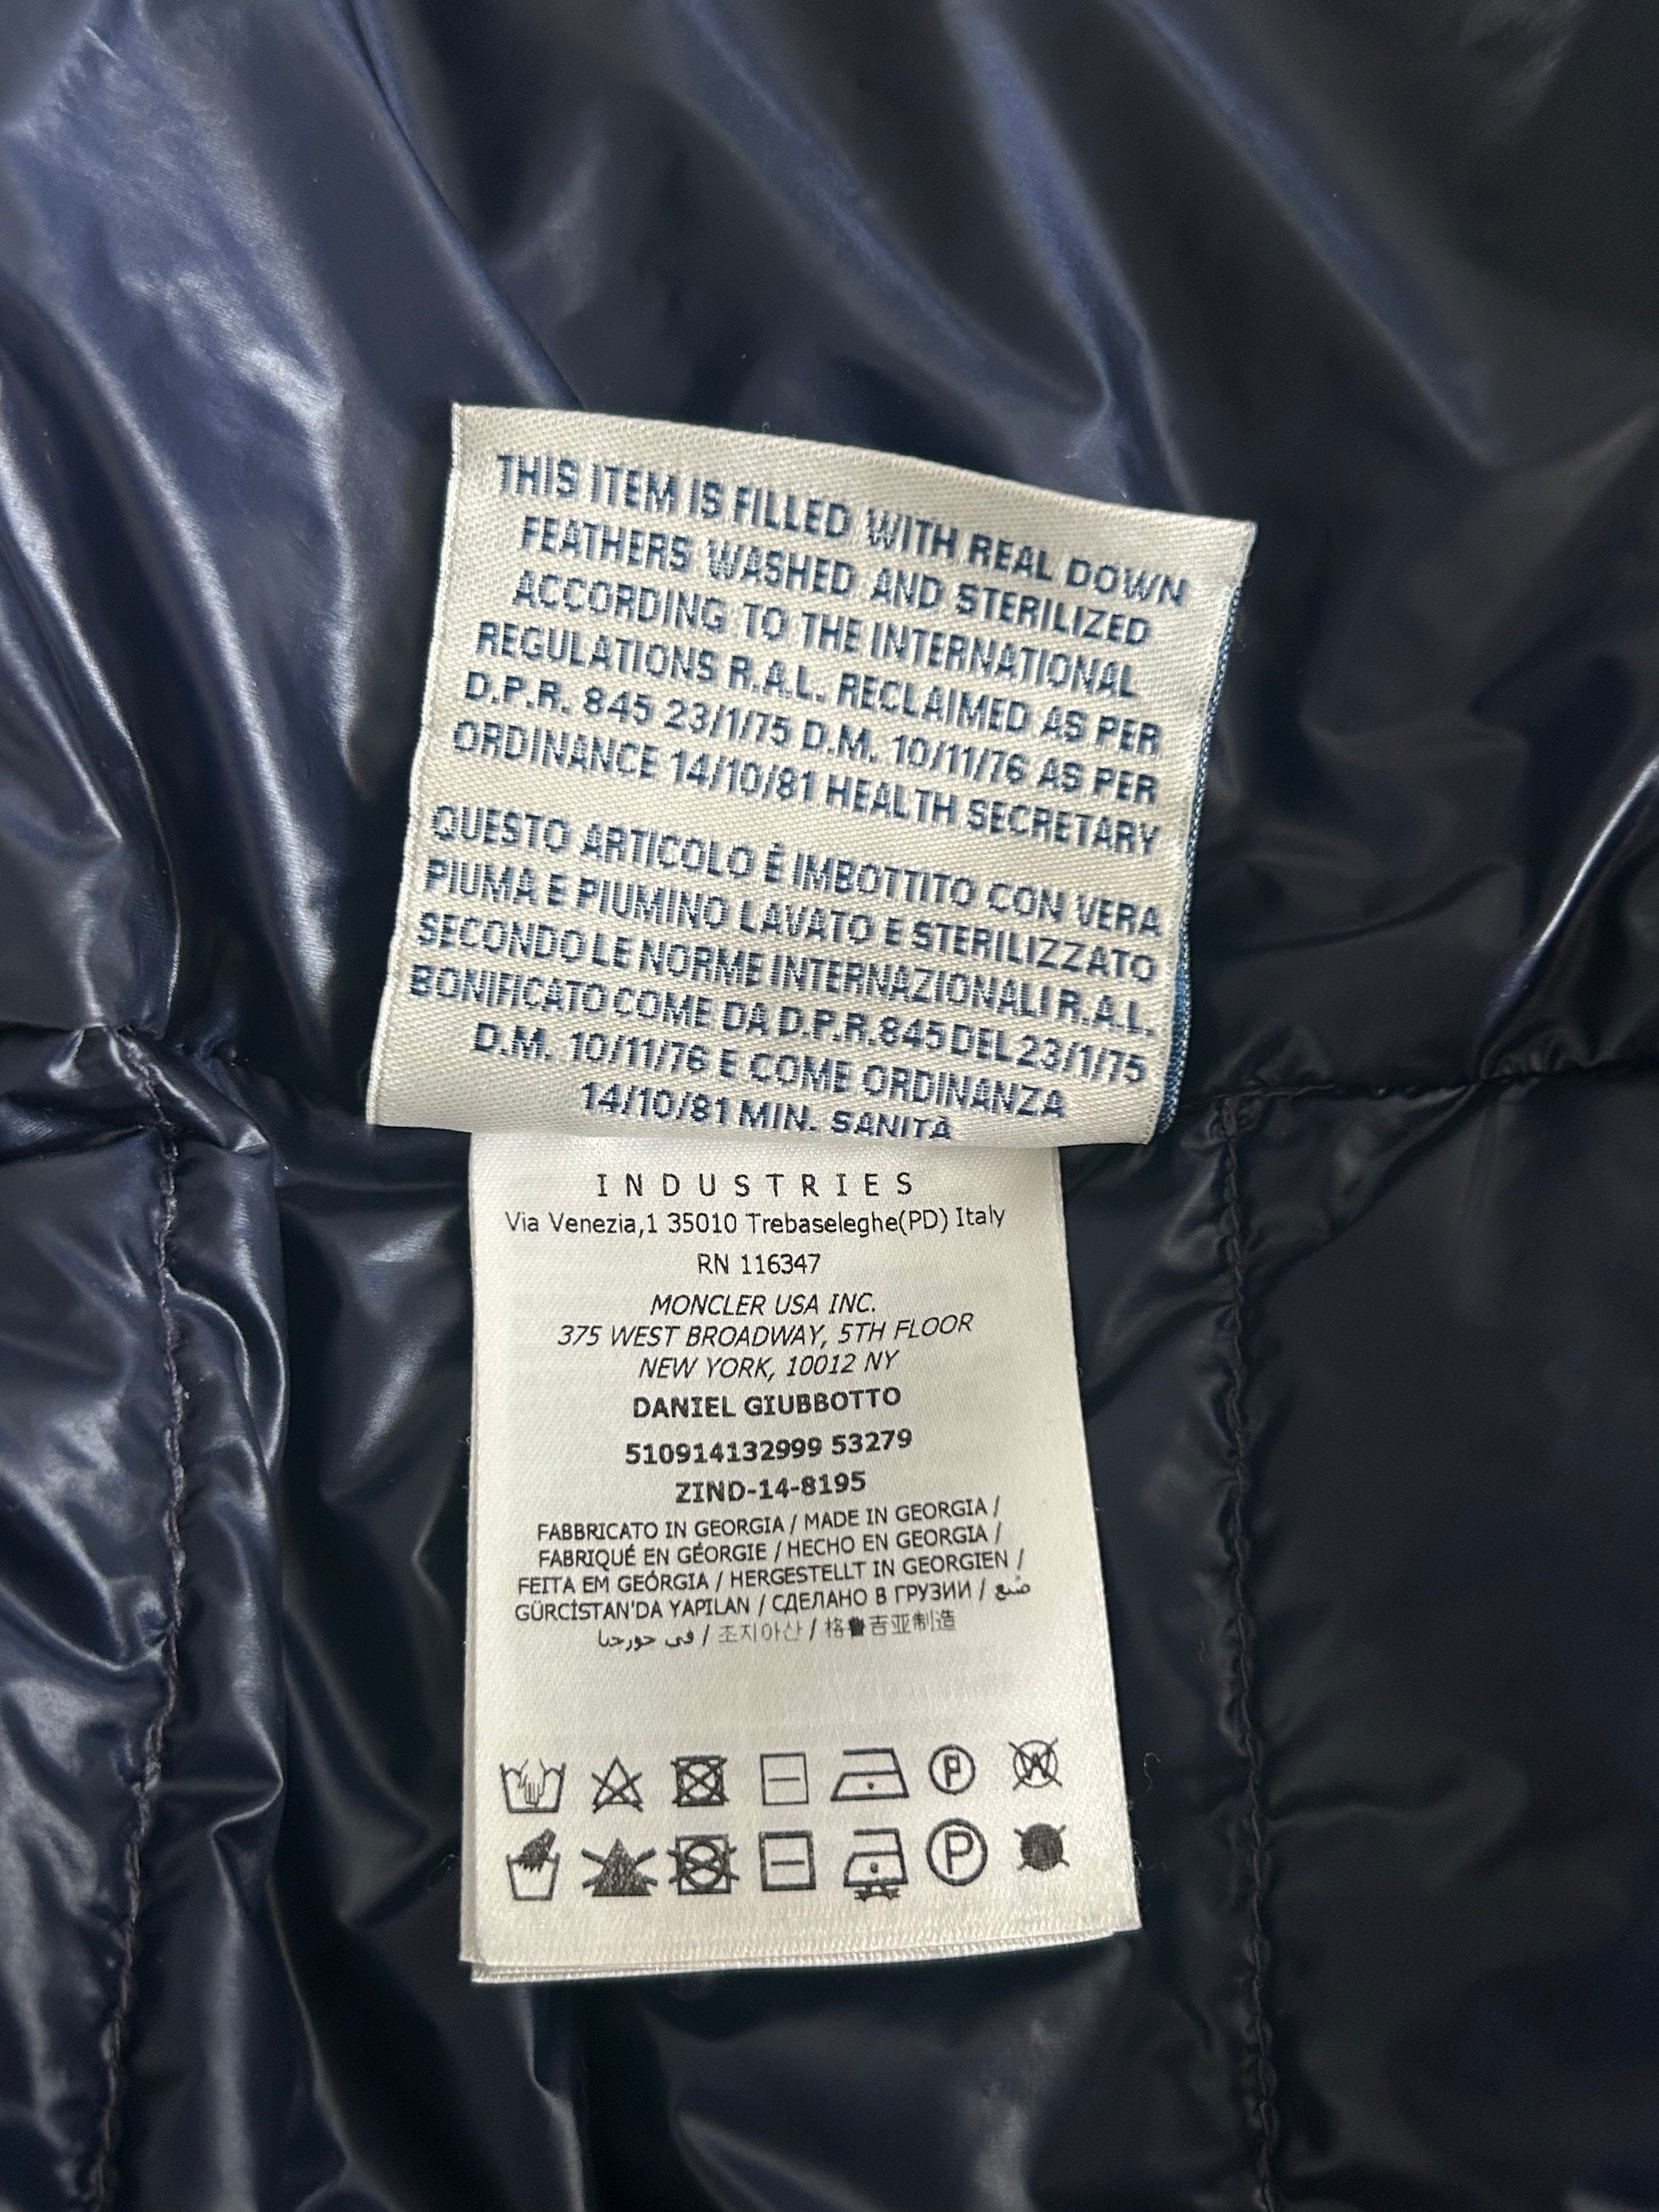 THIS ITEM IS FILLED WITH REAL DOWN
FEATHERS WASHED AND STERILIZED
ACCORDING TO THE INTERNATIONAL
REGULATIONS R.A.L. RECLAIMED AS PER
D.P.R. 845 23/1/75 D.M. 10/11/76 AS PER
ORDINANCE 14/10/81 HEALTH SECRETARY
QUESTO ARTICOLO È IMBOTTITO CON VERA
PIUMA E PIUMINO LAVATO E STERILIZZATO
SECONDO LE NORME INTERNAZIONALI R.A.L.
BONIFICATO COME DA D.P.R. 845 DEL 23/1/75
D.M. 10/11/76 E COME ORDINANZA
14/10/81 MIN. SANITÀ
INDUSTRIES
Via Venezia,1 35010 Trebaseleghe(PD) Italy
RN 116347
MONCLER USA INC.
375 WEST BROADWAY, 5TH FLOOR
NEW YORK, 10012 NY
DANIEL GIUBBOTTO
510914132999 53279
ZIND-14-8195
FABBRICATO IN GEORGIA / MADE IN GEORGIA /
FABRIQUÉ EN GÉORGIE / HECHO EN GEORGIA /
FEITA EM GEÓRGIA / HERGESTELLT IN GEORGIEN /
GÜRCİSTAN'DA YAPILAN / СДЕЛАНО В ГРУЗИИ / صُنِع
في جورجيا / 조지아산 / 格鲁吉亚制造
P W
P